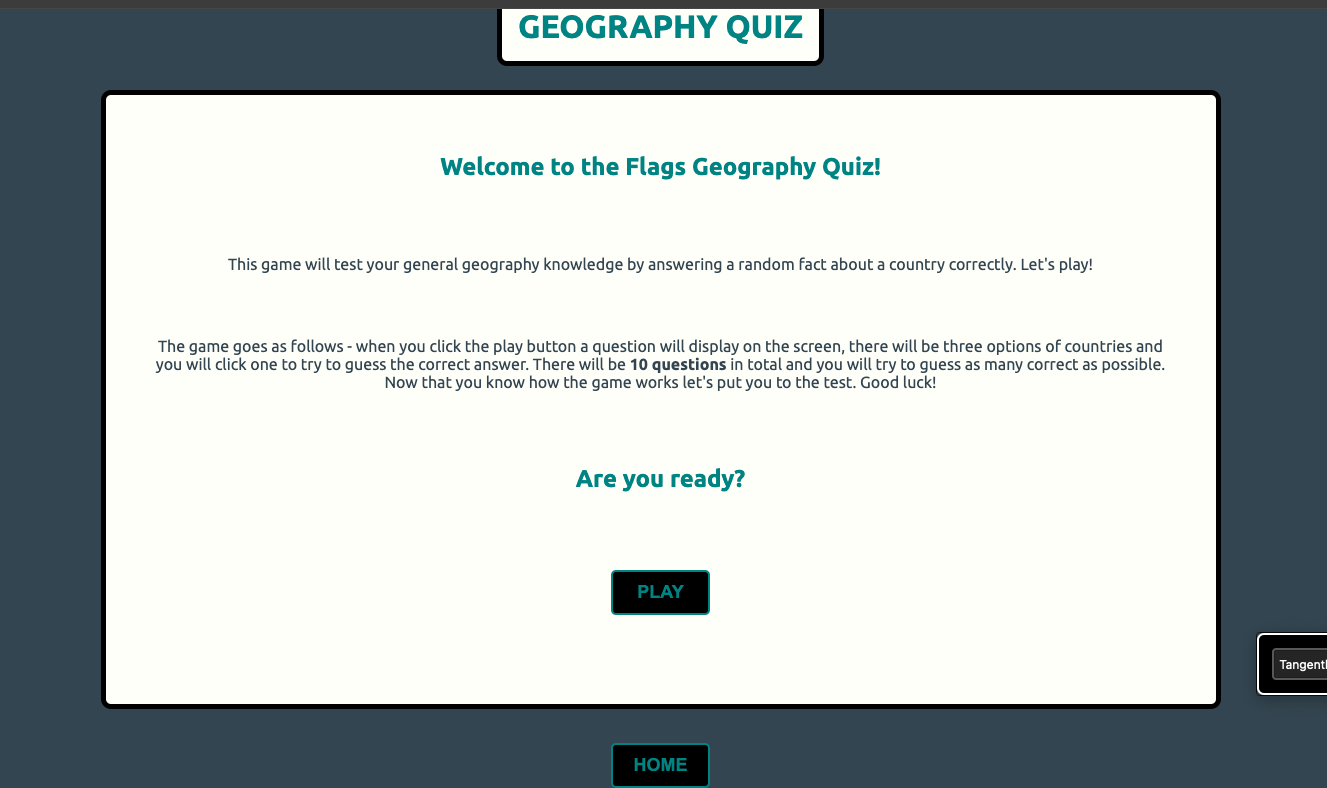 GEOGRAPHY QUIZ
Welcome to the Flags Geography Quiz!
This game will test your general geography knowledge by answering a random fact about a country correctly. Let's play!
The game goes as follows - when you click the play button a question will display on the screen, there will be three options of countries and
you will click one to try to guess the correct answer. There will be 10 questions in total and you will try to guess as many correct as possible.
Now that you know how the game works let's put you to the test. Good luck!
Are you ready?
PLAY
HOME